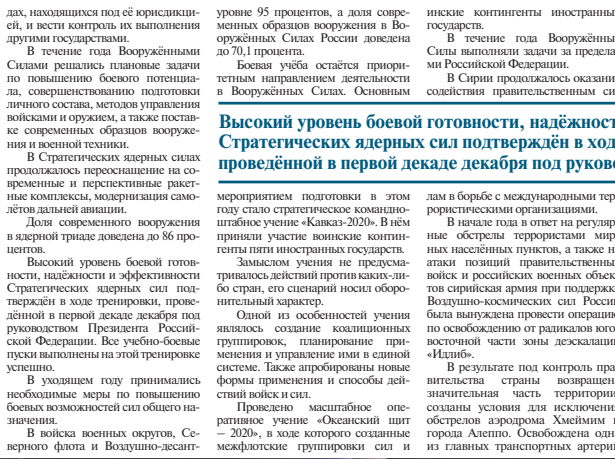 дах, находящихся под её юрисдикци-
ей, и вести контроль их выполнения
другими государствами.
В течение года Вооружёнными
Силами решались плановые задачи
по повышению боевого потенциа-
ла, совершенствованию подготовки
личного состава, методов управления
войсками и оружием, а также постав-
ке современных образцов вооруже-
ния и военной техники.
В Стратегических ядерных силах
продолжалось переоснащение на со-
временные и перспективные ракет-
ные комплексы, модернизация само-
лётов дальней авиации.
Доля современного вооружения
в ядерной триаде доведена до 86 про-
центов.
Высокий уровень боевой готов-
ности, надёжности и эффективности
Стратегических ядерных сил под-
тверждён в ходе тренировки, прове-
дённой в первой декаде декабря под
руководством Президента Россий-
ской Федерации. Все учебно-боевые
пуски выполнены на этой тренировке
успешно.
В уходящем году принимались
необходимые меры по повышению
боевых возможностей сил общего на-
значения.
В войска военных округов, Се-
верного флота и Воздушно-десант-
уровне 95 процентов, а доля совре-
менных образцов вооружения в Во-
оружённых Силах России доведена
до 70,1 процента.
Боевая учёба остаётся приори-
тетным направлением деятельности
в Вооружённых Силах. Основным
инские контингенты иностранны
государств.
В течение года Вооружённы
Силы выполняли задачи за предела
ми Российской Федерации.
В Сирии продолжалось оказани
содействия правительственным си
Высокий уровень боевой готовности, надёжност
Стратегических ядерных сил подтверждён в ход
проведённой в первой декаде декабря под руково
мероприятием подготовки в этом
году стало стратегическое командно-
штабное учение «Кавказ-2020». В нём
приняли участие воинские контин-
генты пяти иностранных государств.
Замыслом учения не предусма-
тривалось действий против каких-ли-
бо стран, его сценарий носил оборо-
нительный характер.
Одной из особенностей учения
являлось создание коалиционных
группировок, планирование при-
менения и управление ими в единой
системе. Также апробированы новые
формы применения и способы дей-
ствий войск и сил.
Проведено масштабное опе-
ративное учение «Океанский щит
– 2020», в ходе которого созданные
межфлотские группировки сил и
лам в борьбе с международными тер
рористическими организациями.
В начале года в ответ на регуляр
ные обстрелы террористами мир
ных населённых пунктов, а также н
атаки позиций правительственны
войск и российских военных объек
тов сирийская армия при поддержк
Воздушно-космических сил Росси
была вынуждена провести операцию
по освобождению от радикалов юго
восточной части зоны деэскалаци
«Идлиб».
В результате под контроль пра
вительства страны возвращен
значительная часть территории
созданы условия для исключения
обстрелов аэродрома Хмеймим и
города Алеппо. Освобождена одн
из главных транспортных артери